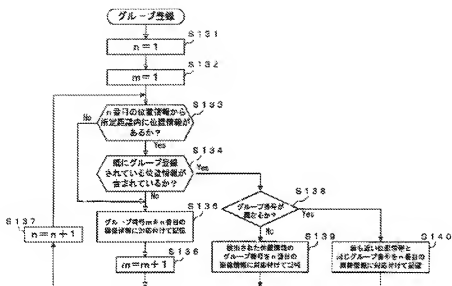 グループ登録
S131
n=1
S132
m=1
S133
n番目の位置情報から
所定距離内に位置情報が
あるか？
No
Yes
S134
既にグループ登録
されている位置情報が
含まれているか？
Yes
No
S138
グループ番号が
異なるか？
Yes
No
S137
n=n+1
S136
グループ番号mをn番目の
画像情報に対応付けて記憶
S139
検出された位置情報の
グループ番号をn番目の
画像情報に対応付けて記憶
S140
最も近い位置情報と
同じグループ番号をn番目の
画像情報に対応付けて記憶
S136
m=m+1